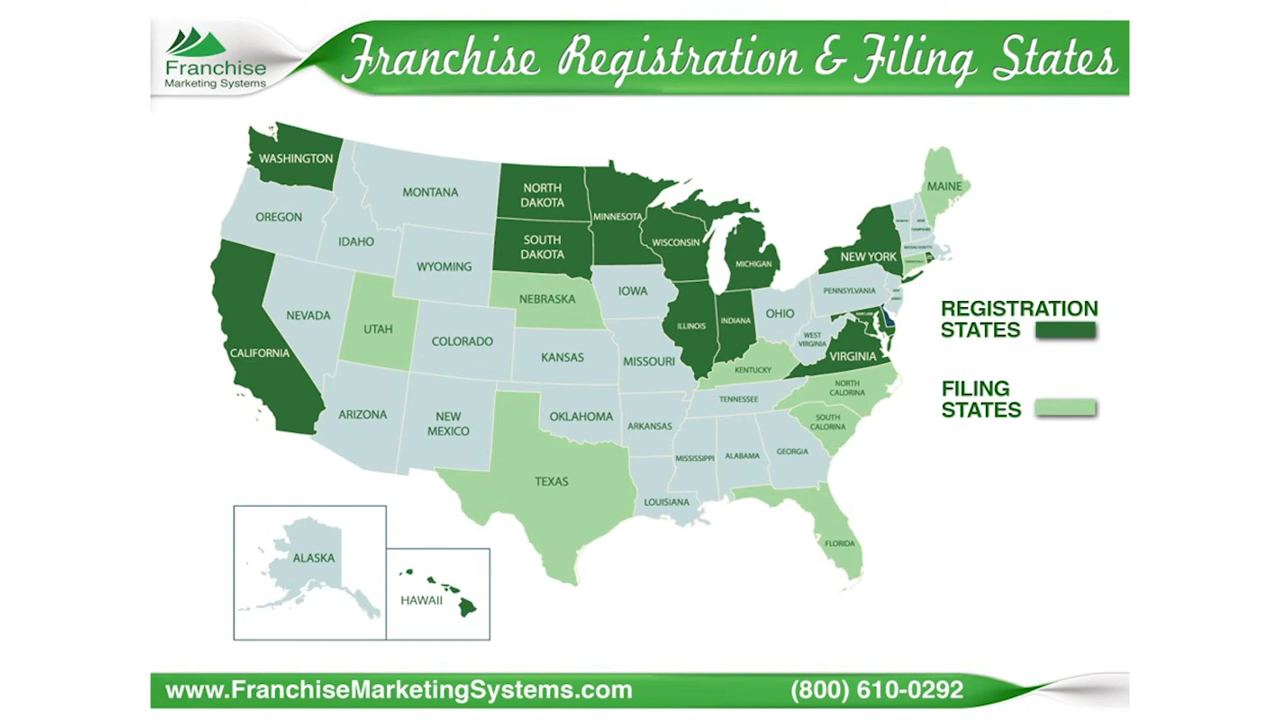 Franchise
Marketing Systems
Franchise Registration & Filing States
WASHINGTON
MONTANA
NORTH
DAKOTA
MINNESOTA
MAINE
OREGON
IDAHO
WYOMING
SOUTH
DAKOTA
WISCONSIN
MICHIGAN
NEW YORK
NEBRASKA
IOWA
PENNSYLVANIA
NEVADA
UTAH
COLORADO
KANSAS
MISSOURI
ILLINOIS
INDIANA
OHIO
WEST
VIRGINIA
VIRGINIA
CALIFORNIA
KENTUCKY
NORTH
CALORINA
TENNESSEE
SOUTH
CALORINA
ARIZONA
NEW
MEXICO
OKLAHOMA
ARKANSAS
MISSISSIPPI
ALABAMA
GEORGIA
TEXAS
LOUISIANA
FLORIDA
ALASKA
HAWAII
REGISTRATION
STATES
FILING
STATES
www.FranchiseMarketingSystems.com
(800) 610-0292